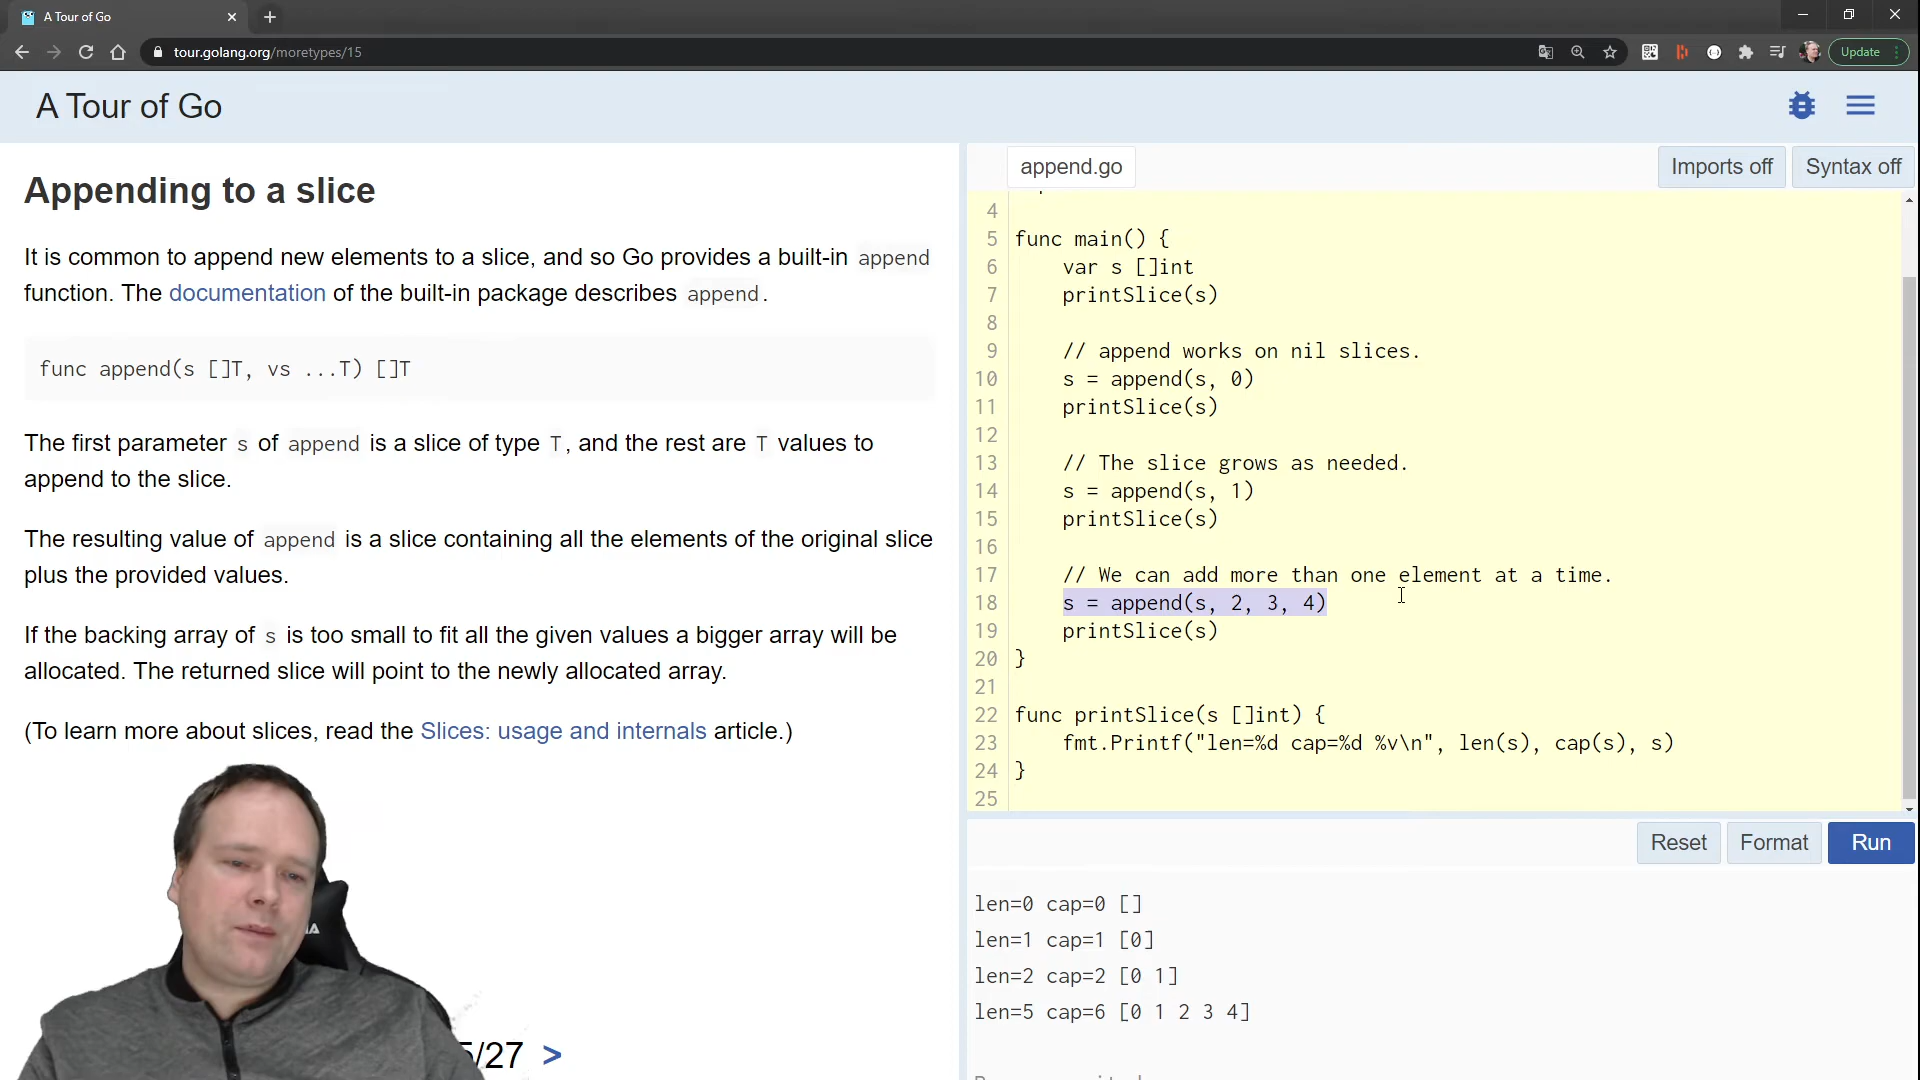 A Tour of Go
tour.golang.org/moretypes/15
Update
A Tour of Go
Appending to a slice
It is common to append new elements to a slice, and so Go provides a built-in append
function. The documentation of the built-in package describes append.
func append(s []T, vs ...T) []T
The first parameter s of append is a slice of type T, and the rest are T values to
append to the slice.
The resulting value of append is a slice containing all the elements of the original slice
plus the provided values.
If the backing array of s is too small to fit all the given values a bigger array will be
allocated. The returned slice will point to the newly allocated array.
(To learn more about slices, read the Slices: usage and internals article.)
5/27 >
append.go
Imports off
Syntax off
4
5 func main() {
6 var s []int
7 printSlice(s)
8
9 // append works on nil slices.
10 s = append(s, 0)
11 printSlice(s)
12
13 // The slice grows as needed.
14 s = append(s, 1)
15 printSlice(s)
16
17 // We can add more than one element at a time.
18 s = append(s, 2, 3, 4)
19 printSlice(s)
20 }
21
22 func printSlice(s []int) {
23 fmt.Printf("len=%d cap=%d %v\n", len(s), cap(s), s)
24 }
25
Reset
Format
Run
len=0 cap=0 []
len=1 cap=1 [0]
len=2 cap=2 [0 1]
len=5 cap=6 [0 1 2 3 4]